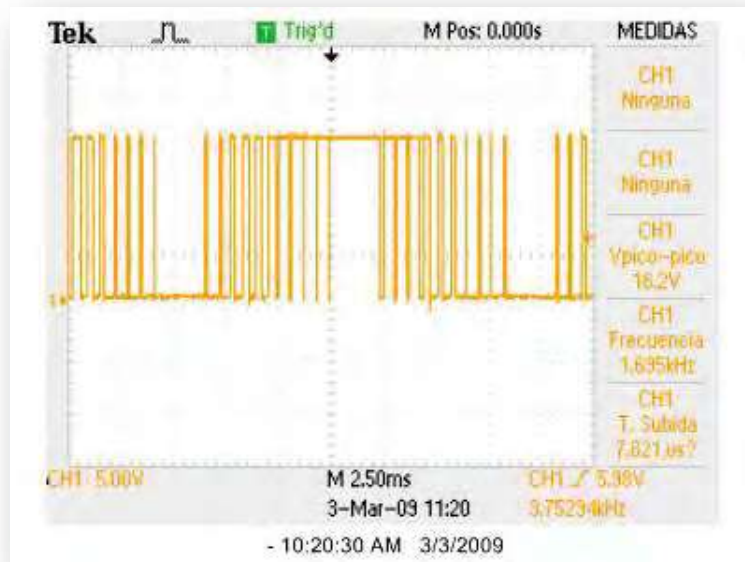 Tek
T Trig'd
M Pos: 0.000s
MEDIDAS
CH1
Ninguna
CH1
Ninguna
CH1
Vpico-pico
16.2V
CH1
Frecuencia
1.695kHz
CH1
T. Subida
7.821us?
CH1 5.00V
M 2.50ms
CH1 5.98V
3-Mar-09 11:20
3.75234kHz
- 10:20:30 AM 3/3/2009